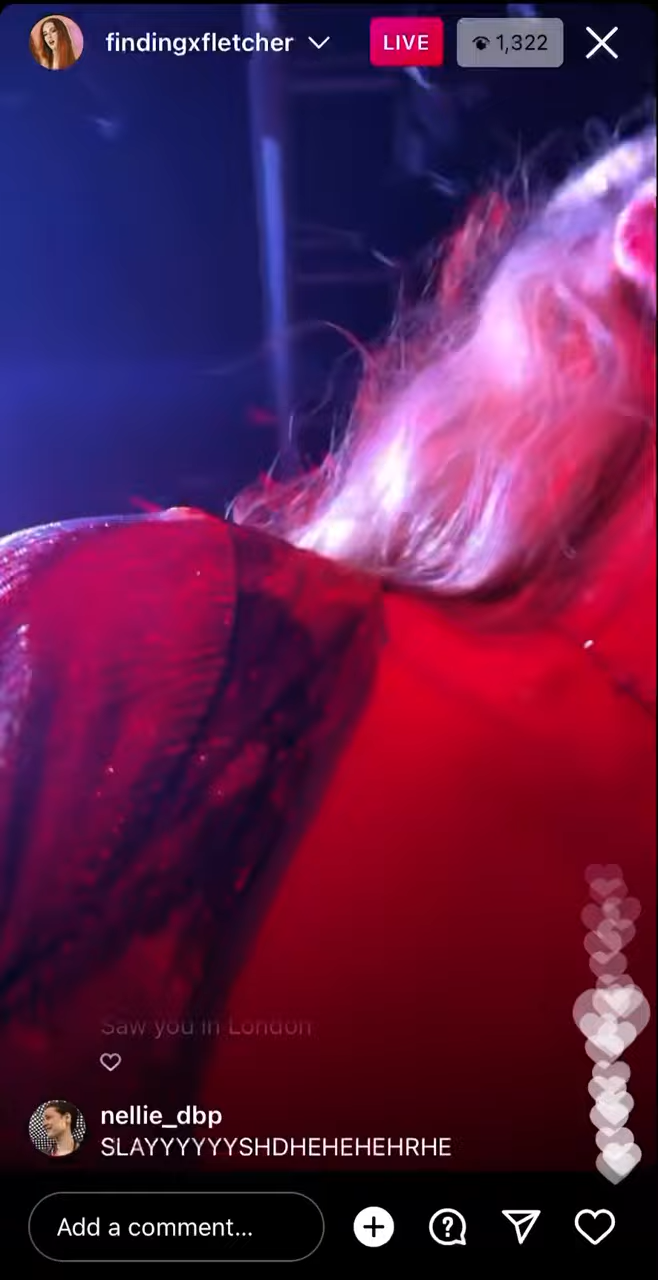 findingxfletcher
LIVE
1,322
Saw you in London
nellie_dbp
SLAYYYYYYSHDHEHEHEHRHE
Add a comment...